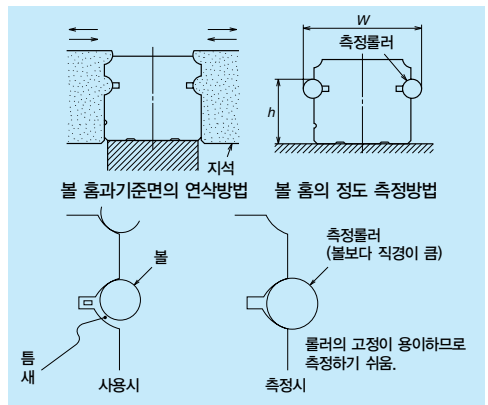 W
측정롤러
h
지석
볼 홈과기준면의 연삭방법
볼 홈의 정도 측정방법
볼
측정롤러
(볼보다 직경이 큼)
롤러의 고정이 용이하므로
측정하기 쉬움.
틈
새
사용시
측정시